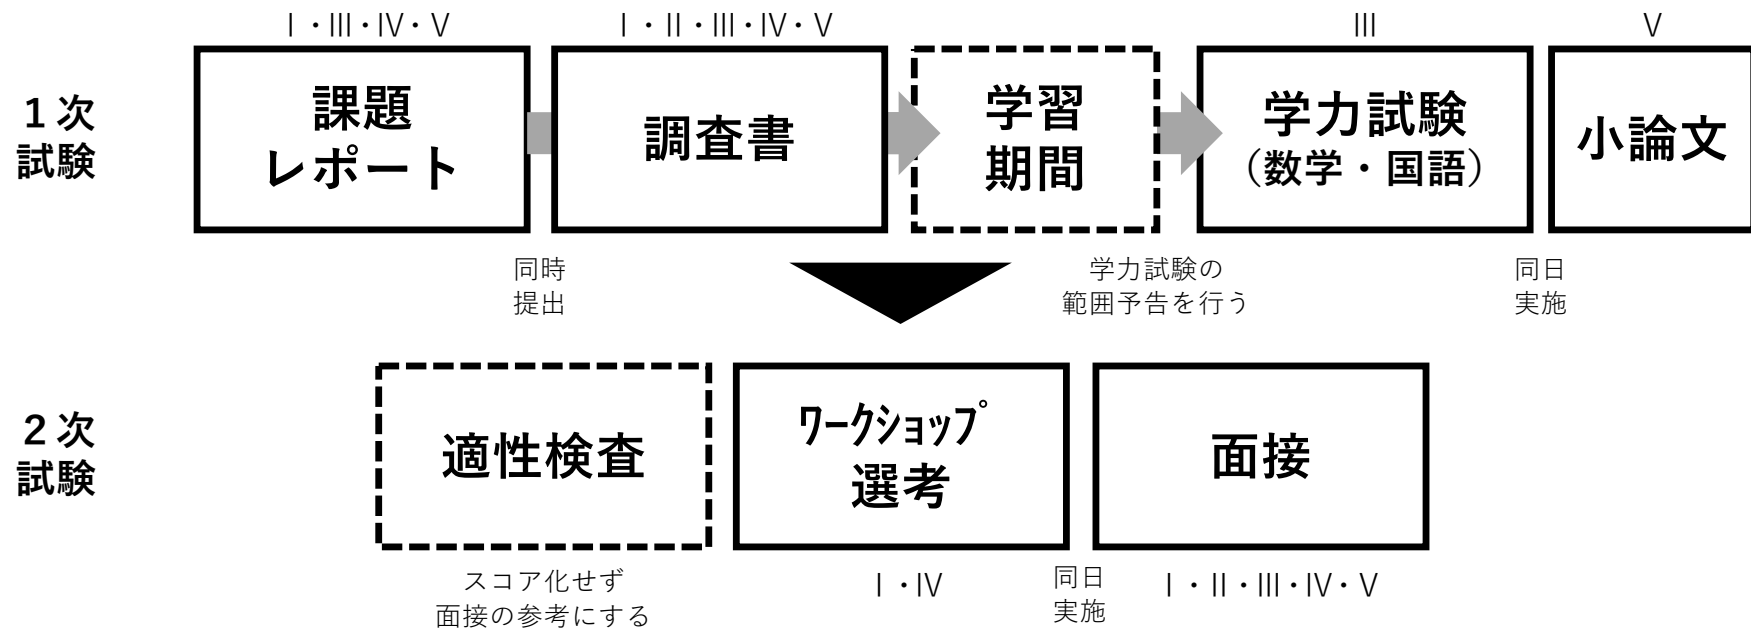 Ⅰ・Ⅲ・Ⅳ・Ⅴ
Ⅰ・Ⅱ・Ⅲ・Ⅳ・Ⅴ
Ⅲ
Ⅴ
1次
試験
課題
レポート
調査書
学習
期間
学力試験
(数学・国語)
小論文
同時
提出
学力試験の
範囲予告を行う
同日
実施
2次
試験
適性検査
ワークショップ
選考
面接
スコア化せず
面接の参考にする
Ⅰ・Ⅳ
同日
実施
Ⅰ・Ⅱ・Ⅲ・Ⅳ・Ⅴ